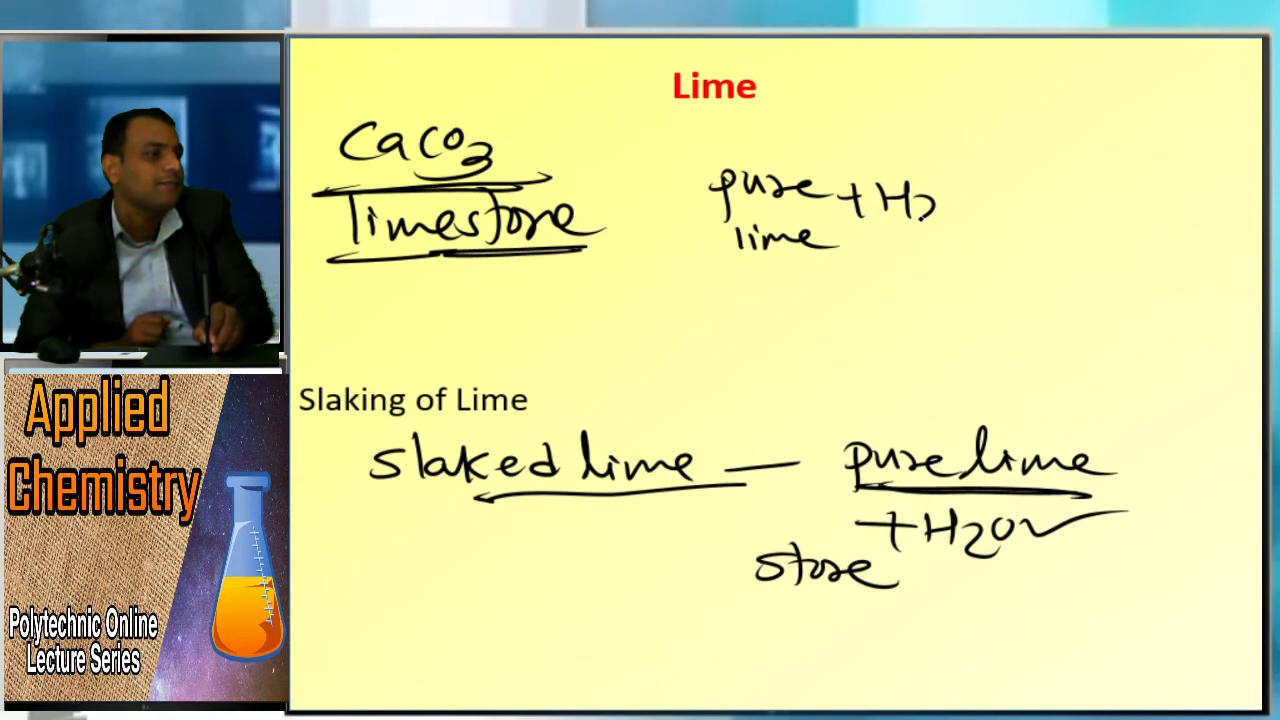 Lime
CaCO3
limestone
pure + H2
lime
Slaking of Lime
slaked lime — pure lime
+ H2O
store
Applied
Chemistry
Polytechnic Online
Lecture Series